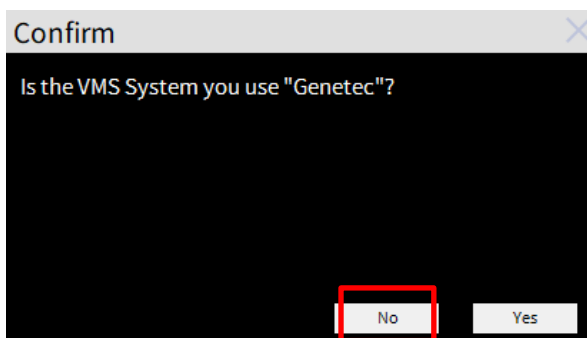 Confirm
Is the VMS System you use "Genetec"?
No Yes